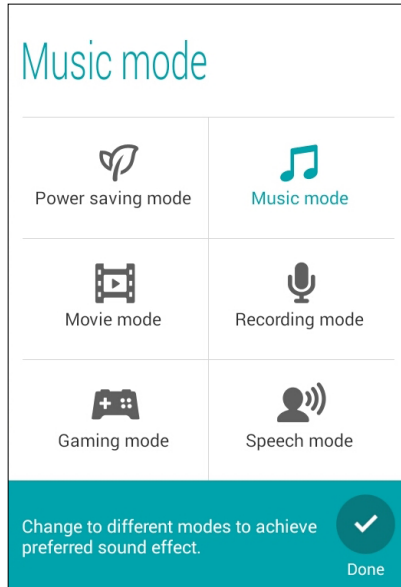 Music mode
Power saving mode
Music mode
Movie mode
Recording mode
Gaming mode
Speech mode
Change to different modes to achieve
preferred sound effect.
Done